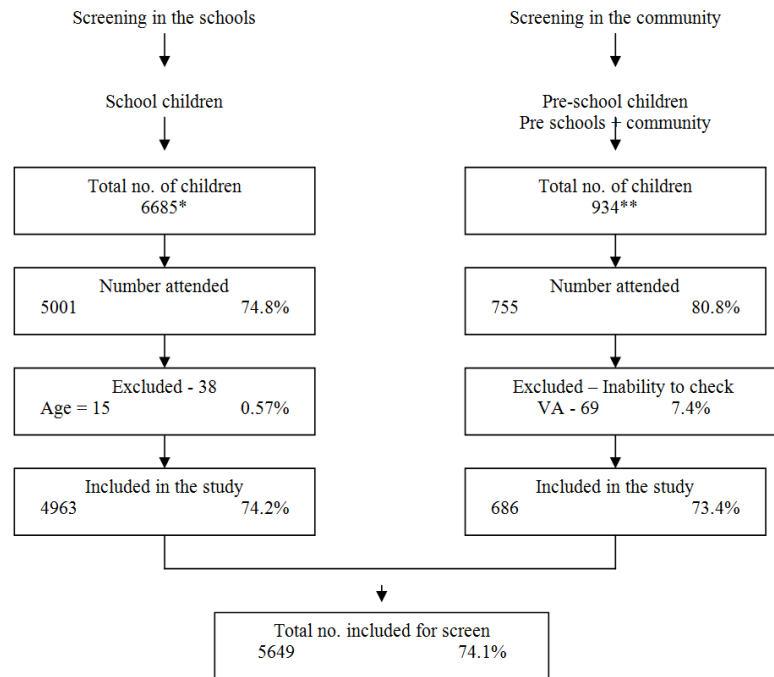 Screening in the schools
School children
Total no. of children
6685*
Number attended
5001 74.8%
Excluded - 38
Age = 15 0.57%
Included in the study
4963 74.2%
Screening in the community
Pre-school children
Pre schools + community
Total no. of children
934**
Number attended
755 80.8%
Excluded – Inability to check
VA - 69 7.4%
Included in the study
686 73.4%
Total no. included for screen
5649 74.1%